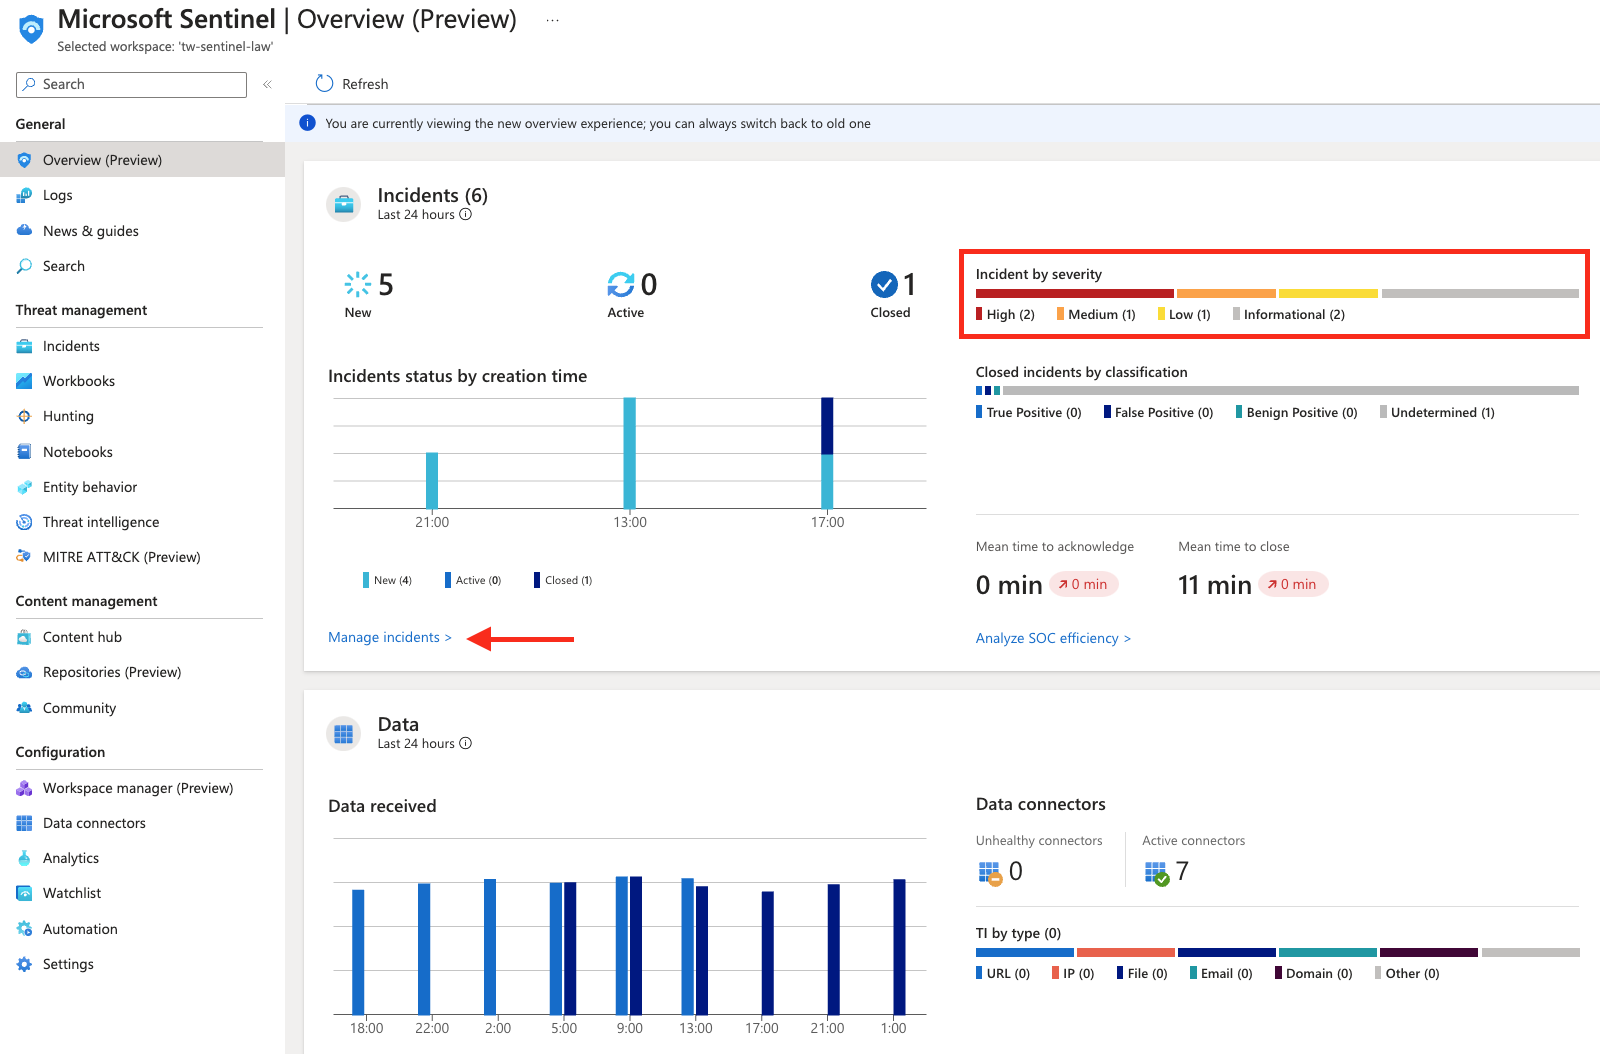 Microsoft Sentinel | Overview (Preview) ...
Selected workspace: 'tw-sentinel-law'
Search
«
Refresh
General
Overview (Preview)
Logs
News & guides
Search
Threat management
Incidents
Workbooks
Hunting
Notebooks
Entity behavior
Threat intelligence
MITRE ATT&CK (Preview)
Content management
Content hub
Repositories (Preview)
Community
Configuration
Workspace manager (Preview)
Data connectors
Analytics
Watchlist
Automation
Settings
You are currently viewing the new overview experience; you can always switch back to old one
Incidents (6)
Last 24 hours
5
New
0
Active
1
Closed
Incidents status by creation time
21:00 13:00 17:00
New (4) Active (0) Closed (1)
Manage incidents >
Incident by severity
High (2) Medium (1) Low (1) Informational (2)
Closed incidents by classification
True Positive (0) False Positive (0) Benign Positive (0) Undetermined (1)
Mean time to acknowledge Mean time to close
0 min 0 min 11 min 0 min
Analyze SOC efficiency >
Data
Last 24 hours
Data received
18:00 22:00 2:00 5:00 9:00 13:00 17:00 21:00 1:00
Data connectors
Unhealthy connectors Active connectors
0 7
TI by type (0)
URL (0) IP (0) File (0) Email (0) Domain (0) Other (0)